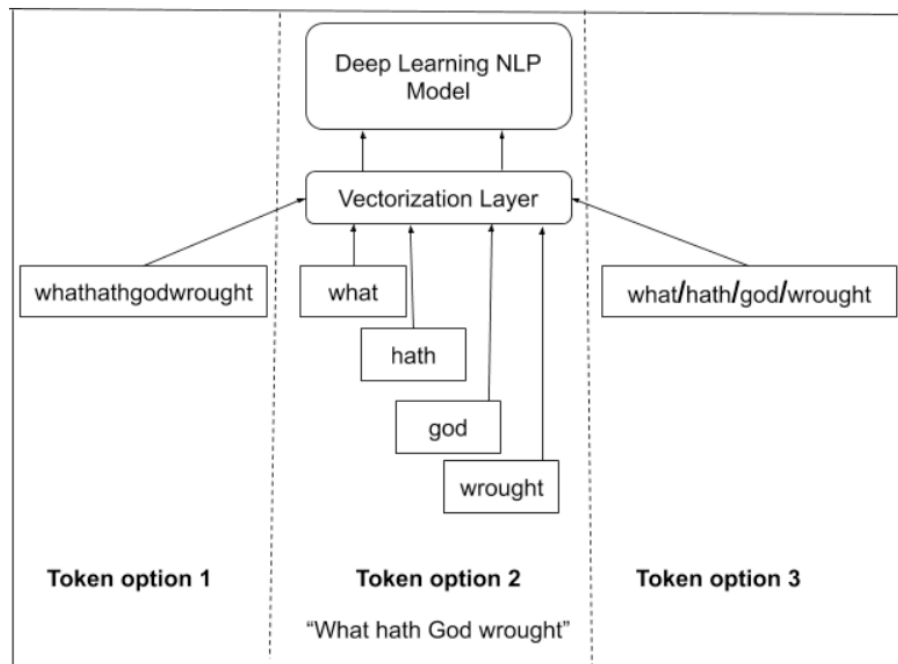 Deep Learning NLP
Model
Vectorization Layer
whathathgodwrought
what
what/hath/god/wrought
hath
god
wrought
Token option 1
Token option 2
Token option 3
“What hath God wrought”